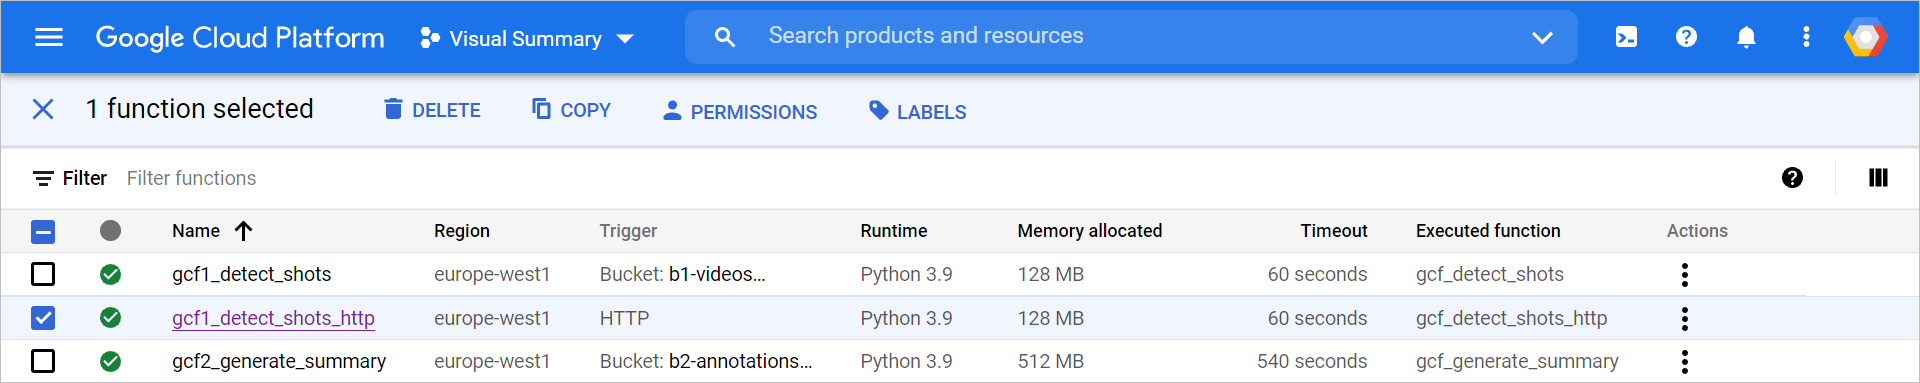 Google Cloud Platform Visual Summary Search products and resources
1 function selected DELETE COPY PERMISSIONS LABELS
Filter Filter functions
Name Region Trigger Runtime Memory allocated Timeout Executed function Actions
gcf1_detect_shots europe-west1 Bucket: b1-videos... Python 3.9 128 MB 60 seconds gcf_detect_shots
gcf1_detect_shots_http europe-west1 HTTP Python 3.9 128 MB 60 seconds gcf_detect_shots_http
gcf2_generate_summary europe-west1 Bucket: b2-annotations... Python 3.9 512 MB 540 seconds gcf_generate_summary